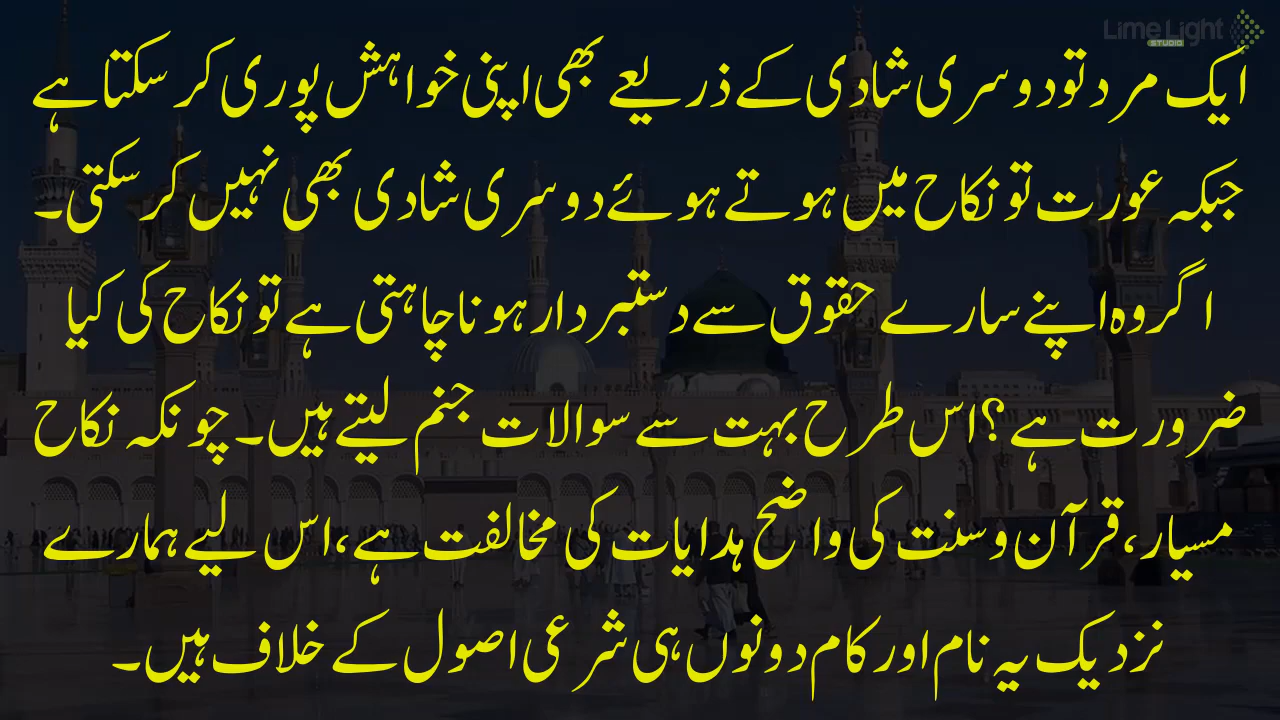 Lime Light
STUDIO
ایک مرد تو دوسری شادی کے ذریعے بھی اپنی خواہش پوری کر سکتا ہے
جبکہ عورت تو نکاح میں ہوتے ہوئے دوسری شادی بھی نہیں کر سکتی۔
اگر وہ اپنے سارے حقوق سے دستبردار ہونا چاہتی ہے تو نکاح کی کیا
ضرورت ہے؟ اس طرح بہت سے سوالات جنم لیتے ہیں۔ چونکہ نکاح
مسیار، قرآن و سنت کی واضح ہدایات کی مخالفت ہے، اس لیے ہمارے
نزدیک یہ نام اور کام دونوں ہی شرعی اصول کے خلاف ہیں۔